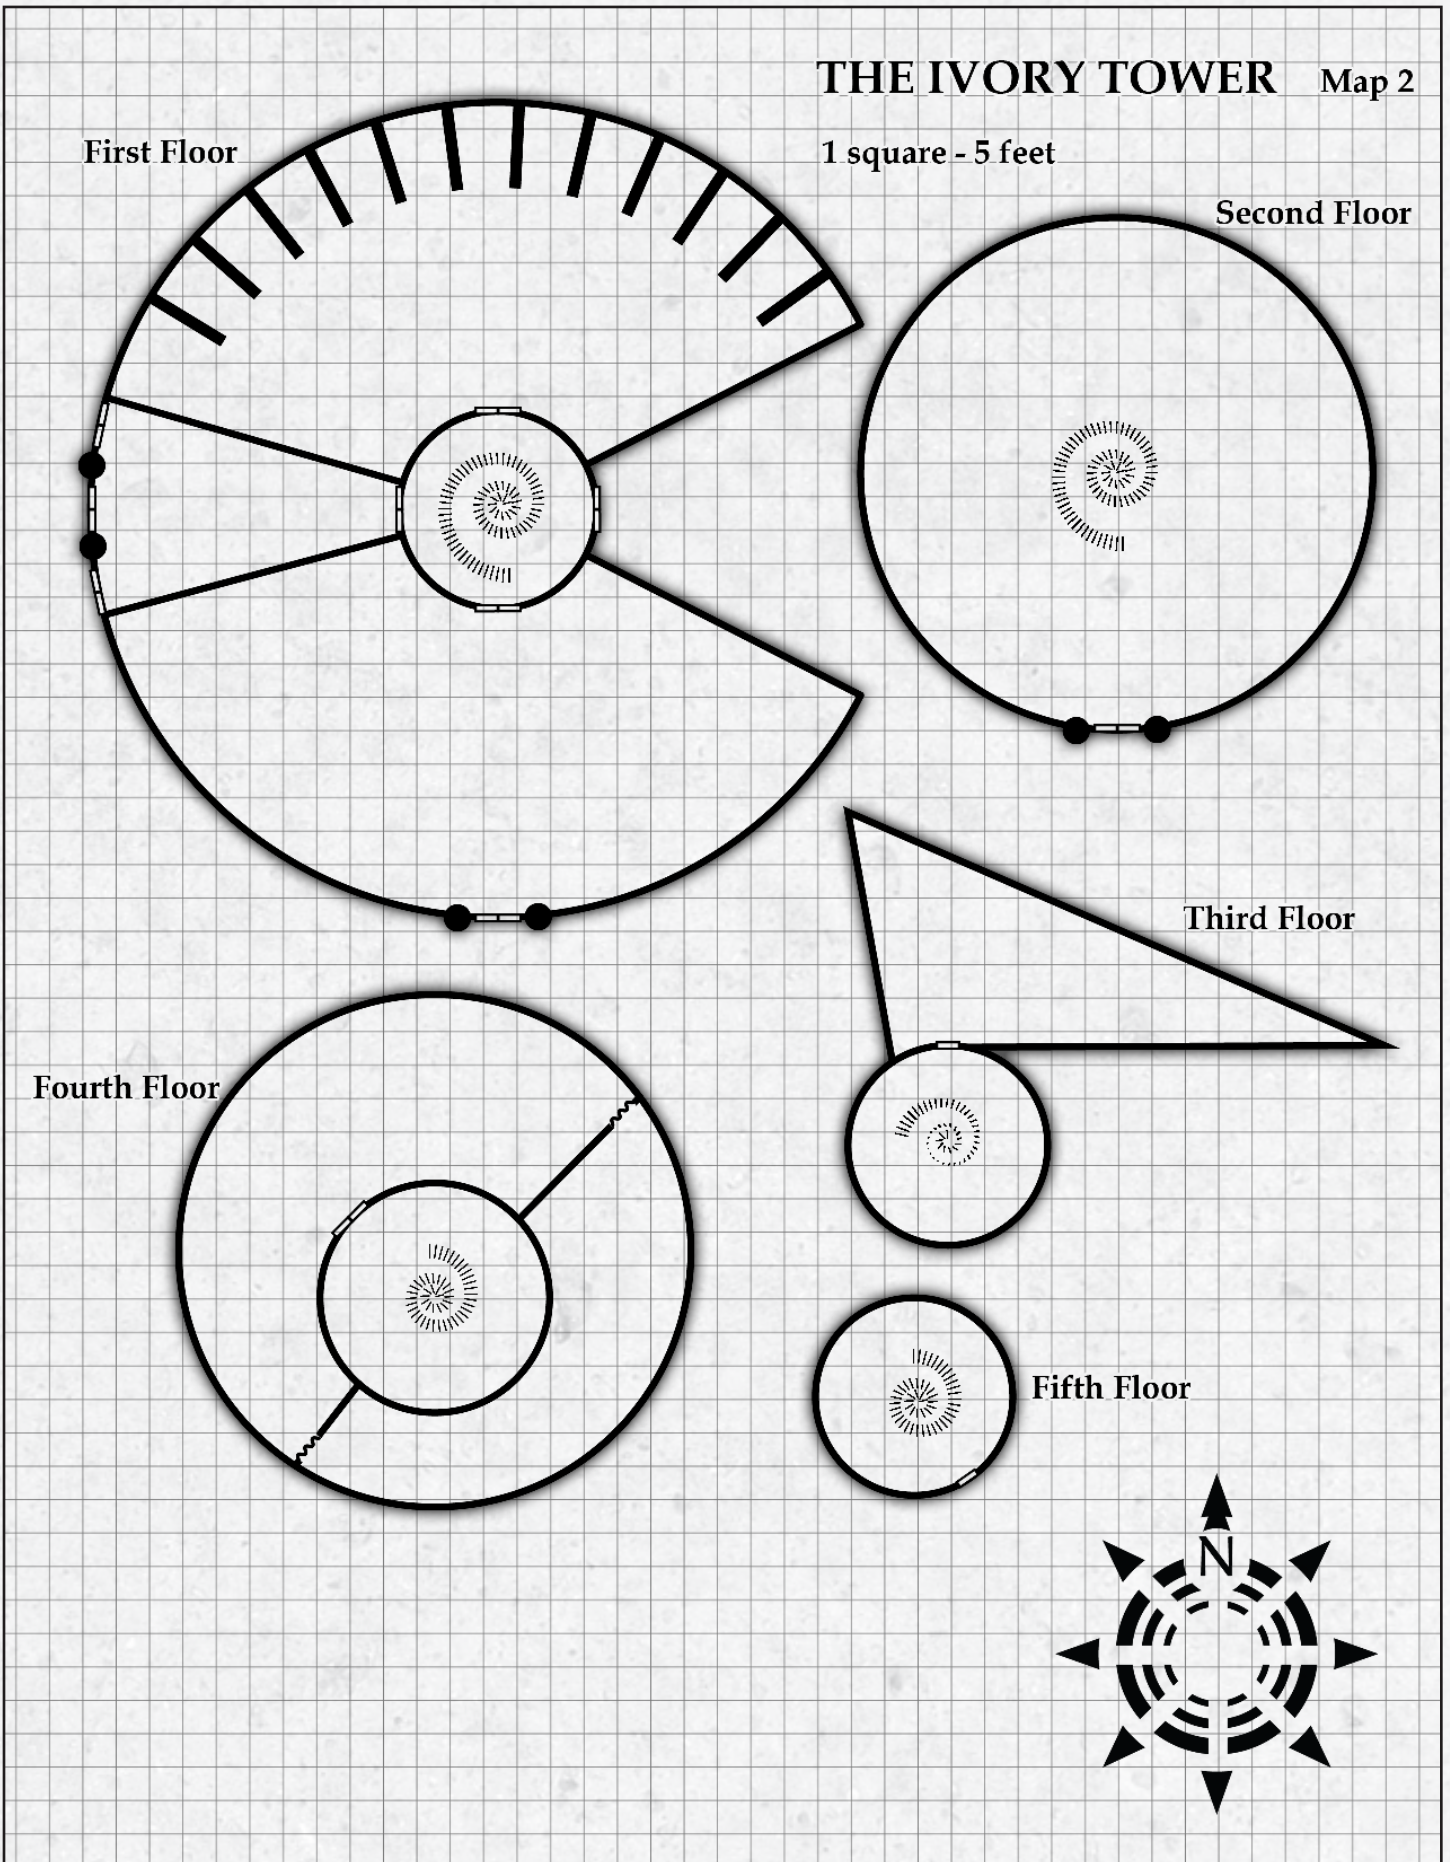 THE IVORY TOWER Map 2
First Floor
1 square - 5 feet
Second Floor
Third Floor
Fourth Floor
Fifth Floor
N